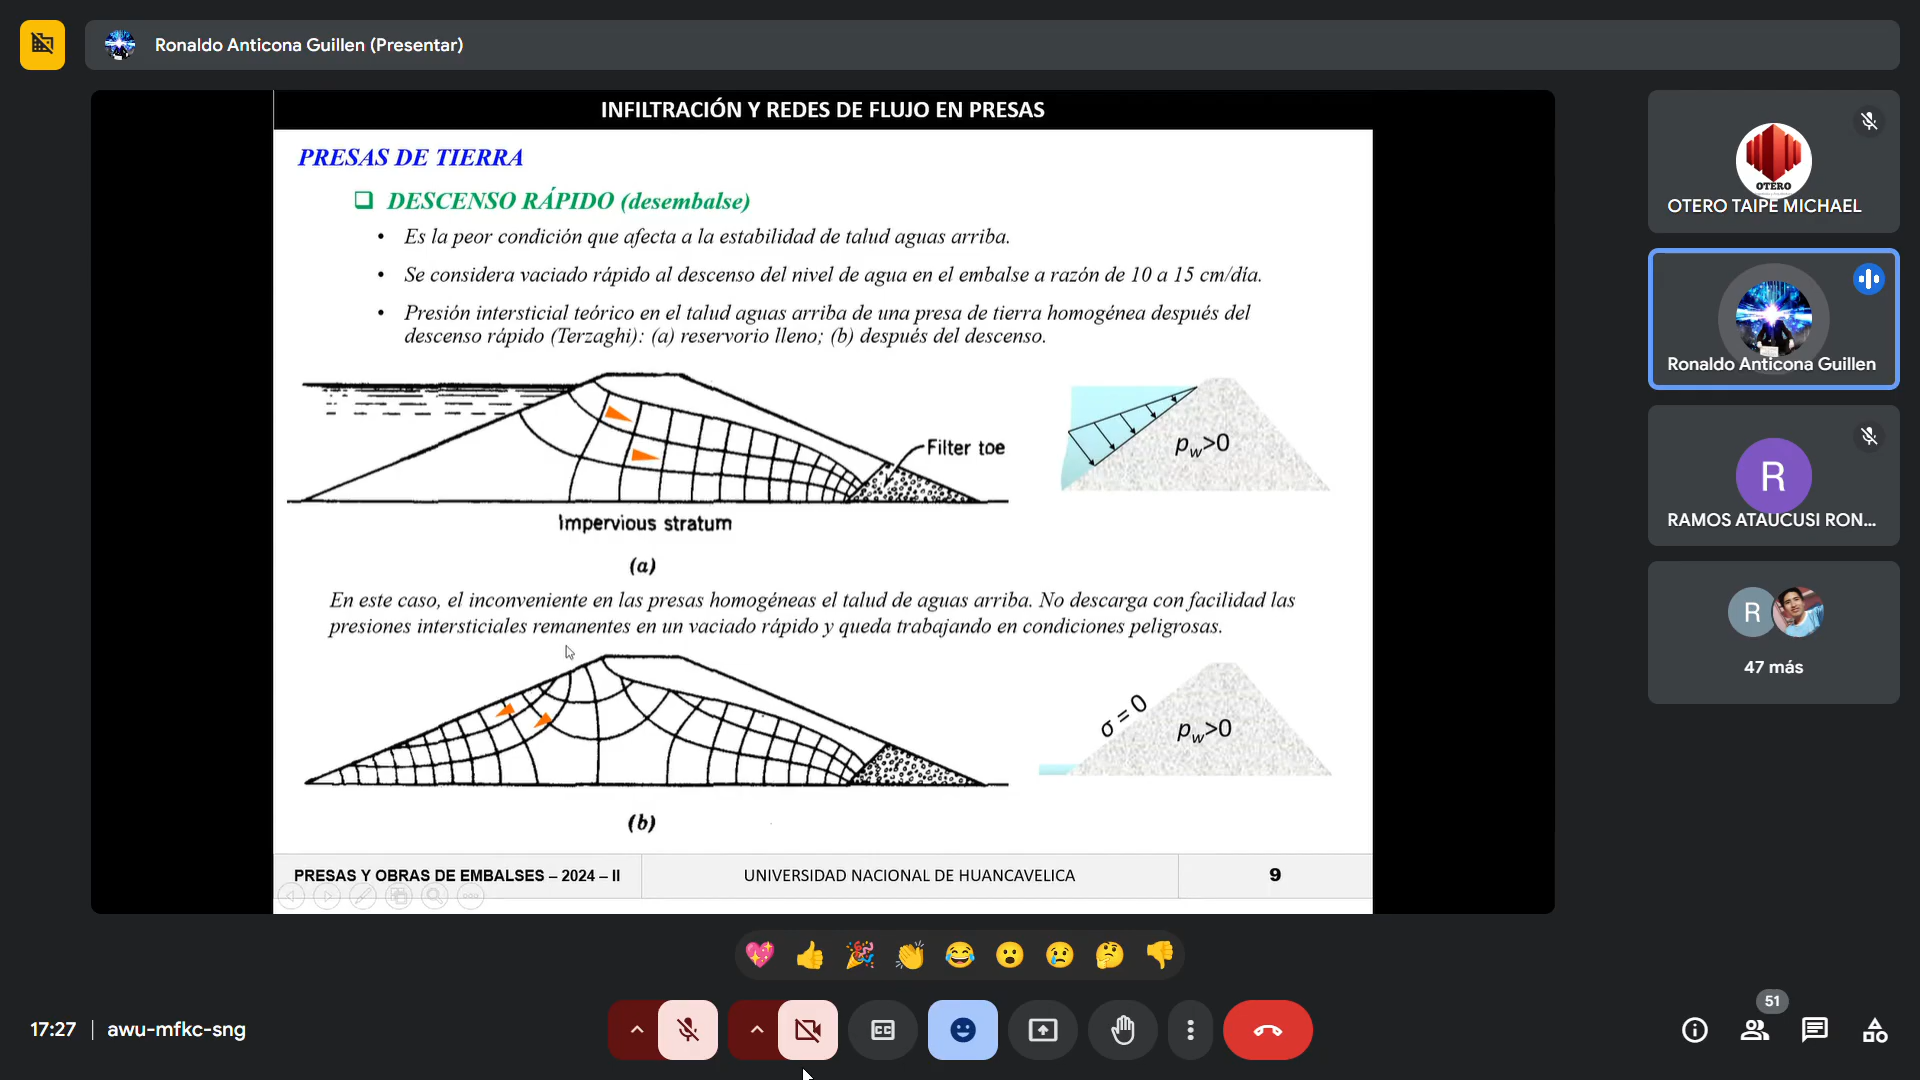 Ronaldo Anticona Guillen (Presentar)
INFILTRACIÓN Y REDES DE FLUJO EN PRESAS
PRESAS DE TIERRA
❑ DESCENSO RÁPIDO (desembalse)
• Es la peor condición que afecta a la estabilidad de talud aguas arriba.
• Se considera vaciado rápido al descenso del nivel de agua en el embalse a razón de 10 a 15 cm/día.
• Presión intersticial teórico en el talud aguas arriba de una presa de tierra homogénea después del
descenso rápido (Terzaghi): (a) reservorio lleno; (b) después del descenso.
Filter toe
Impervious stratum
(a)
pw>0
En este caso, el inconveniente en las presas homogéneas el talud de aguas arriba. No descarga con facilidad las
presiones intersticiales remanentes en un vaciado rápido y queda trabajando en condiciones peligrosas.
σ = 0
pw>0
(b)
PRESAS Y OBRAS DE EMBALSES – 2024 – II
UNIVERSIDAD NACIONAL DE HUANCAVELICA
9
OTERO
OTERO TAIPE MICHAEL
Ronaldo Anticona Guillen
R
RAMOS ATAUCUSI RON...
R
47 más
17:27
awu-mfkc-sng
51